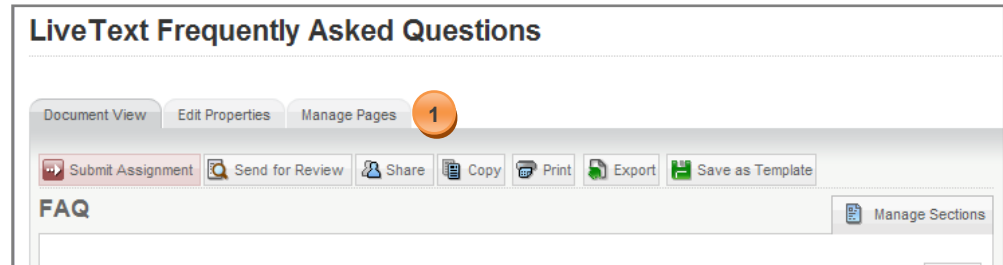 LiveText Frequently Asked Questions
Document View Edit Properties Manage Pages 1
Submit Assignment Send for Review Share Copy Print Export Save as Template
FAQ
Manage Sections